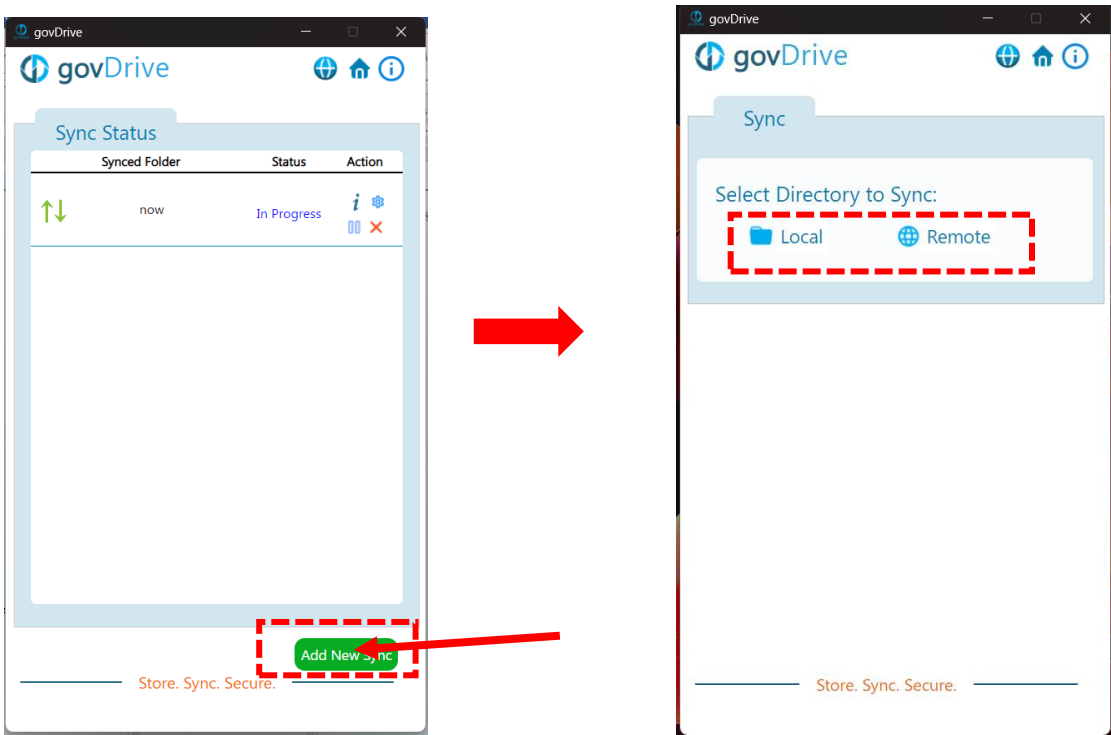 govDrive
govDrive
Sync Status
Synced Folder Status Action
now In Progress
Add New Sync
Store. Sync. Secure.
govDrive
govDrive
Sync
Select Directory to Sync:
Local Remote
Store. Sync. Secure.